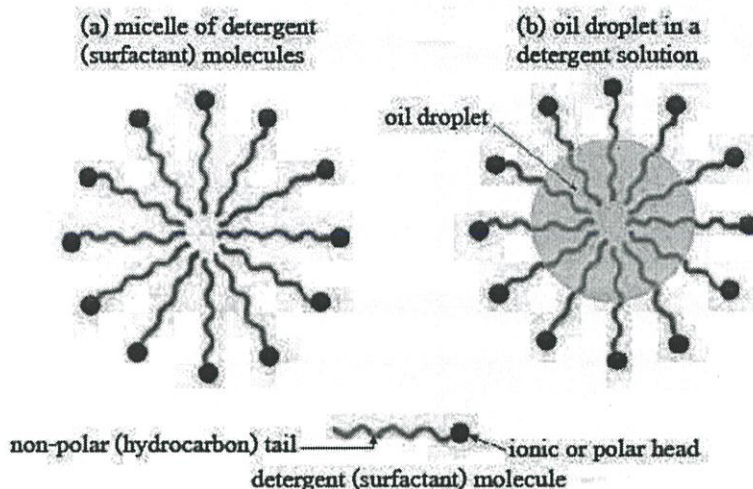 (a) micelle of detergent
(surfactant) molecules
(b) oil droplet in a
detergent solution
oil droplet
non-polar (hydrocarbon) tail
ionic or polar head
detergent (surfactant) molecule